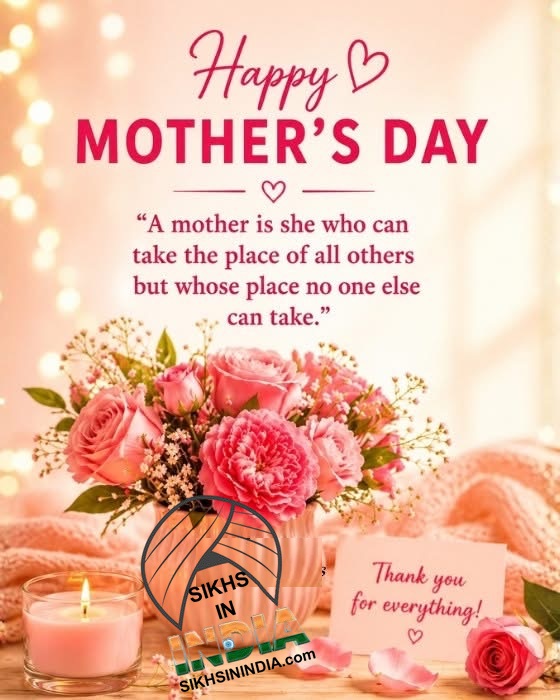 Happy
MOTHER’S DAY
“A mother is she who can
take the place of all others
but whose place no one else
can take.”
Thank you
for everything!
SIKHS
IN
INDIA
SIKHSININDIA.com